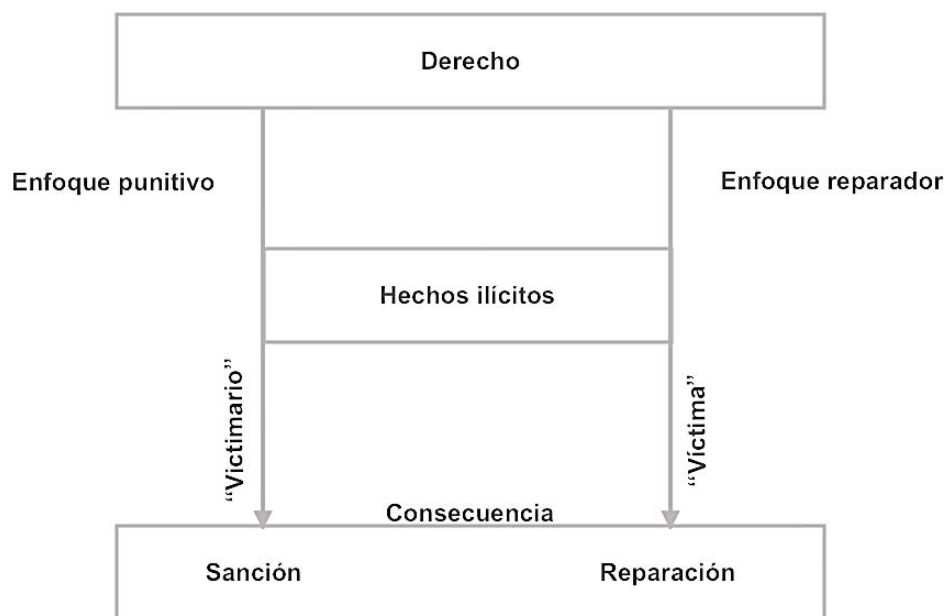 Derecho
Enfoque punitivo
Enfoque reparador
Hechos ilícitos
“Victimario”
“Víctima”
Consecuencia
Sanción
Reparación